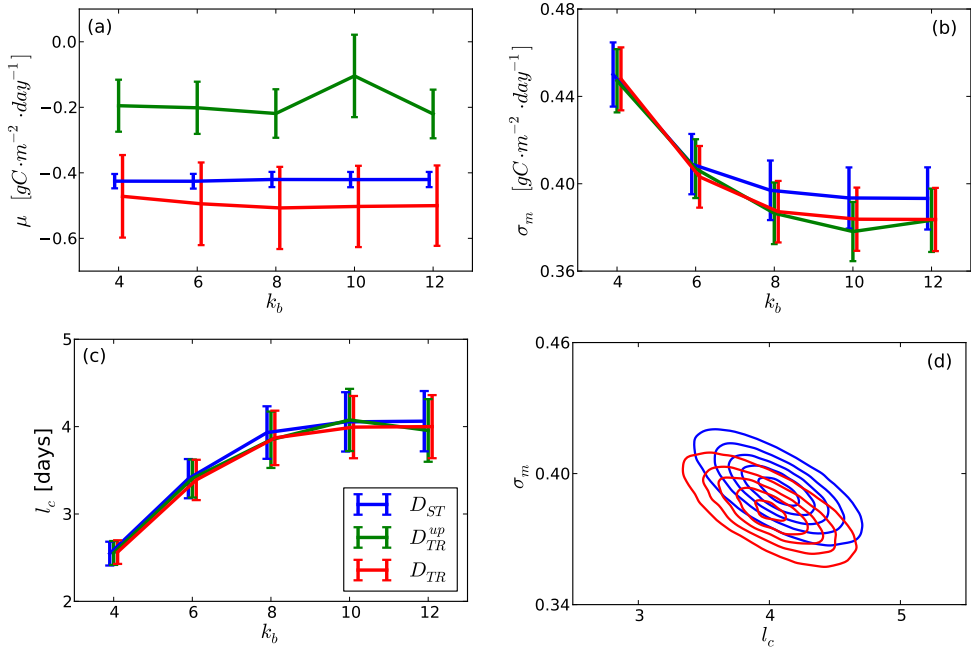 (a)
0.0
−0.2
−0.4
−0.6
μ [gC·m⁻²·day⁻¹]
4 6 8 10 12
k_b
(b)
0.48
0.44
0.40
0.36
σ_m [gC·m⁻²·day⁻¹]
4 6 8 10 12
k_b
(c)
5
4
3
2
l_c [days]
4 6 8 10 12
k_b
D_ST
D_TR^up
D_TR
(d)
0.46
0.40
0.34
σ_m
3 4 5
l_c